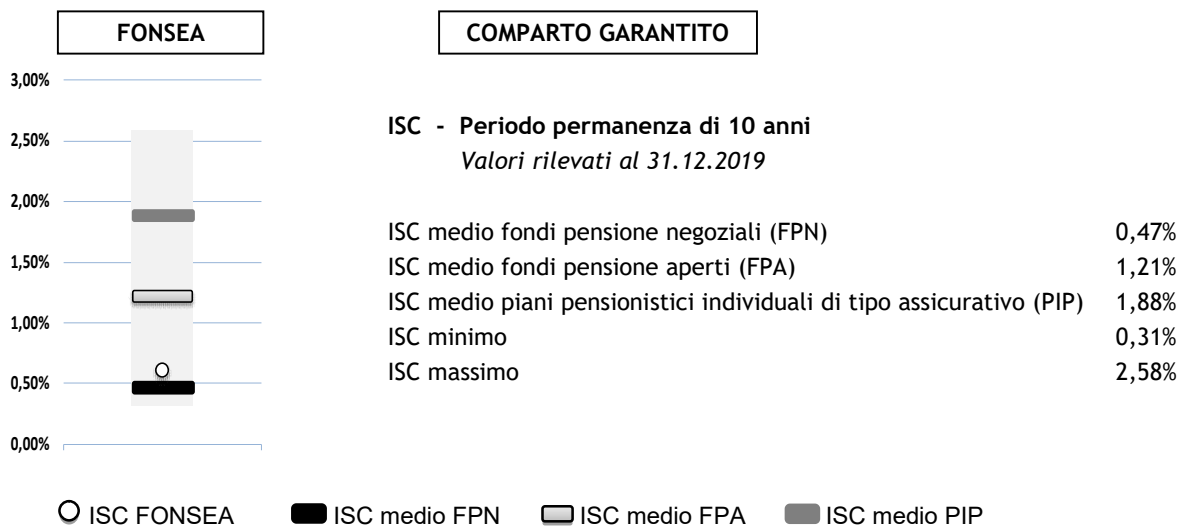 FONSEA
COMPARTO GARANTITO
3,00%
2,50%
2,00%
1,50%
1,00%
0,50%
0,00%
ISC - Periodo permanenza di 10 anni
Valori rilevati al 31.12.2019
ISC medio fondi pensione negoziali (FPN) 0,47%
ISC medio fondi pensione aperti (FPA) 1,21%
ISC medio piani pensionistici individuali di tipo assicurativo (PIP) 1,88%
ISC minimo 0,31%
ISC massimo 2,58%
ISC FONSEA ISC medio FPN ISC medio FPA ISC medio PIP